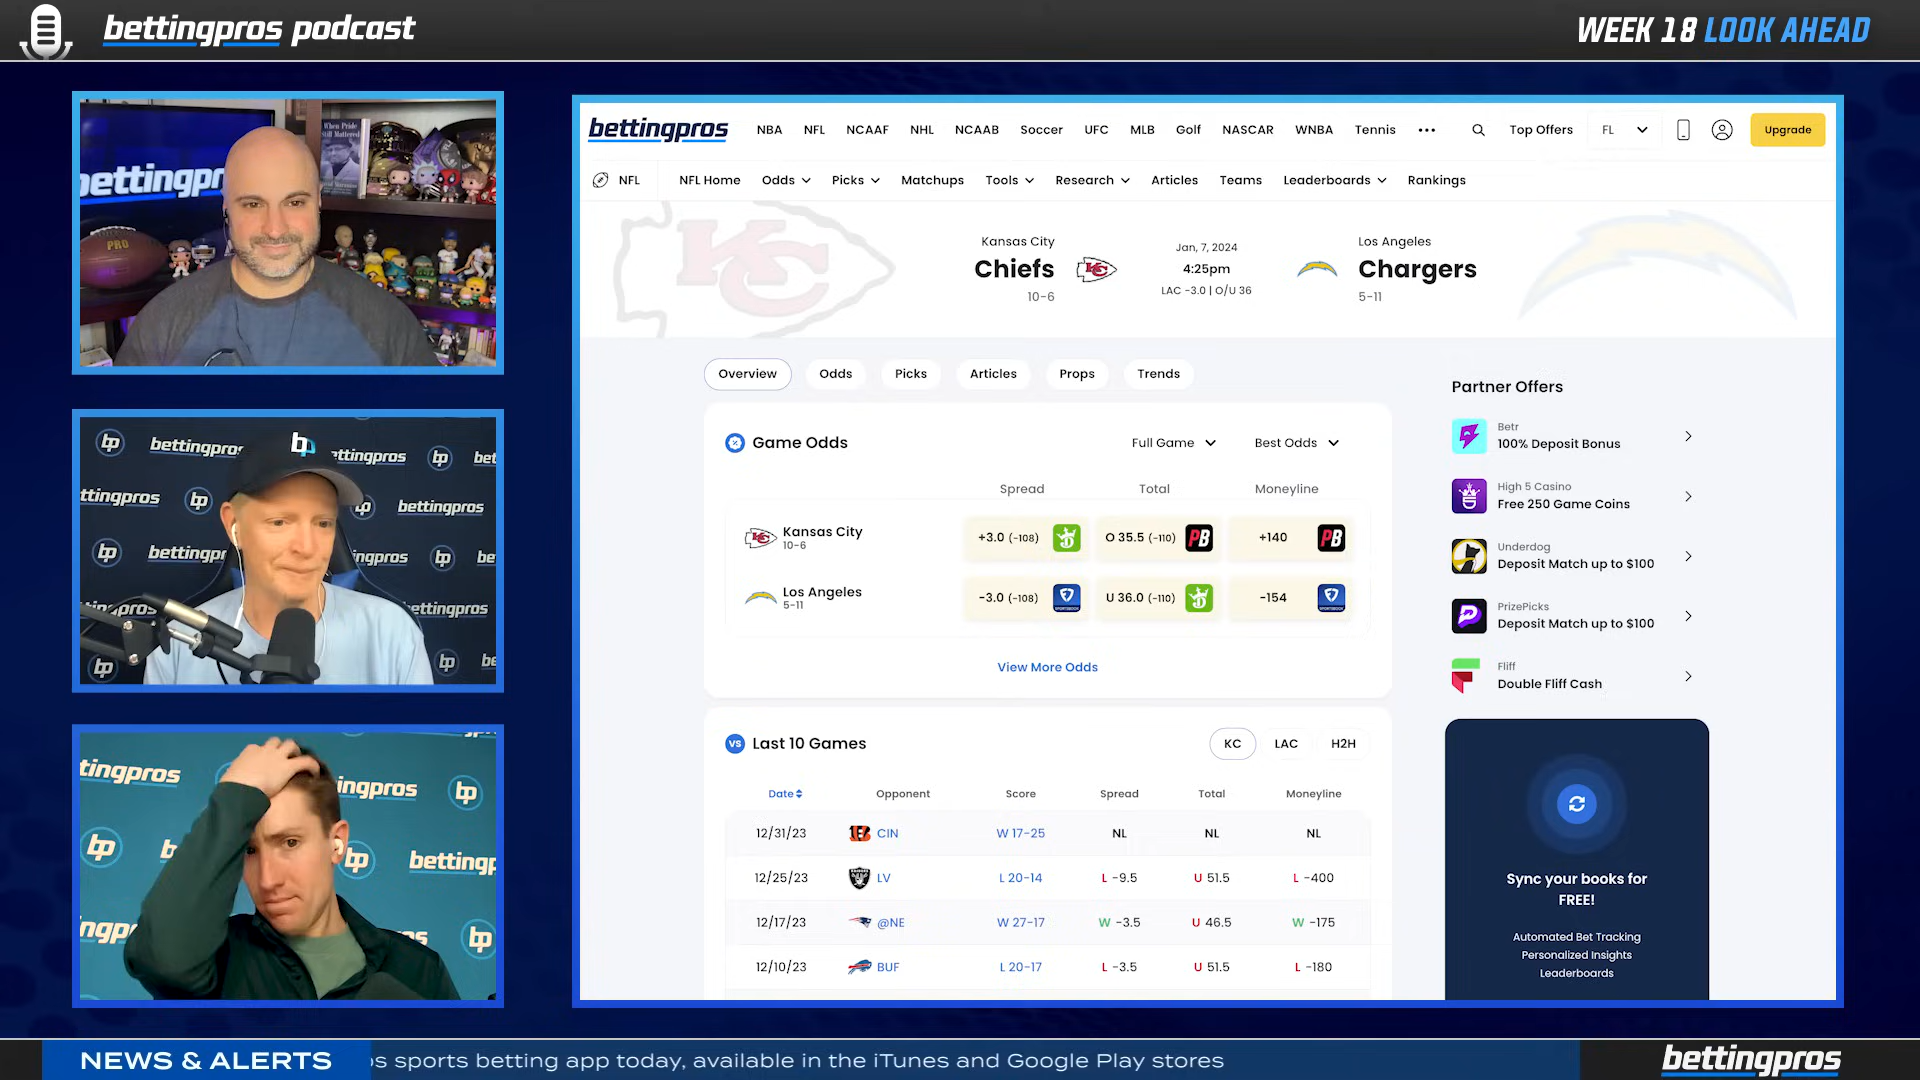 bettingpros podcast
WEEK 18 LOOK AHEAD
bettingpros
NBA NFL NCAAF NHL NCAAB Soccer UFC MLB Golf NASCAR WNBA Tennis
Top Offers FL Upgrade
NFL NFL Home Odds Picks Matchups Tools Research Articles Teams Leaderboards Rankings
Kansas City
Chiefs
10-6
Jan, 7, 2024
4:25pm
LAC -3.0 | O/U 36
Los Angeles
Chargers
5-11
Overview Odds Picks Articles Props Trends
Game Odds Full Game Best Odds
Spread Total Moneyline
Kansas City
10-6
+3.0 (-108) O 35.5 (-110) PB +140 PB
Los Angeles
5-11
-3.0 (-108) U 36.0 (-110) -154
View More Odds
VS Last 10 Games KC LAC H2H
Date Opponent Score Spread Total Moneyline
12/31/23 CIN W 17-25 NL NL NL
12/25/23 LV L 20-14 L -9.5 U 51.5 L -400
12/17/23 @NE W 27-17 W -3.5 U 46.5 W -175
12/10/23 BUF L 20-17 L -3.5 U 51.5 L -180
Partner Offers
Betr
100% Deposit Bonus
High 5 Casino
Free 250 Game Coins
Underdog
Deposit Match up to $100
PrizePicks
Deposit Match up to $100
Fliff
Double Fliff Cash
Sync your books for
FREE!
Automated Bet Tracking
Personalized Insights
Leaderboards
When Pride
Still Mattered
PRO
NEWS & ALERTS
os sports betting app today, available in the iTunes and Google Play stores
bettingpros